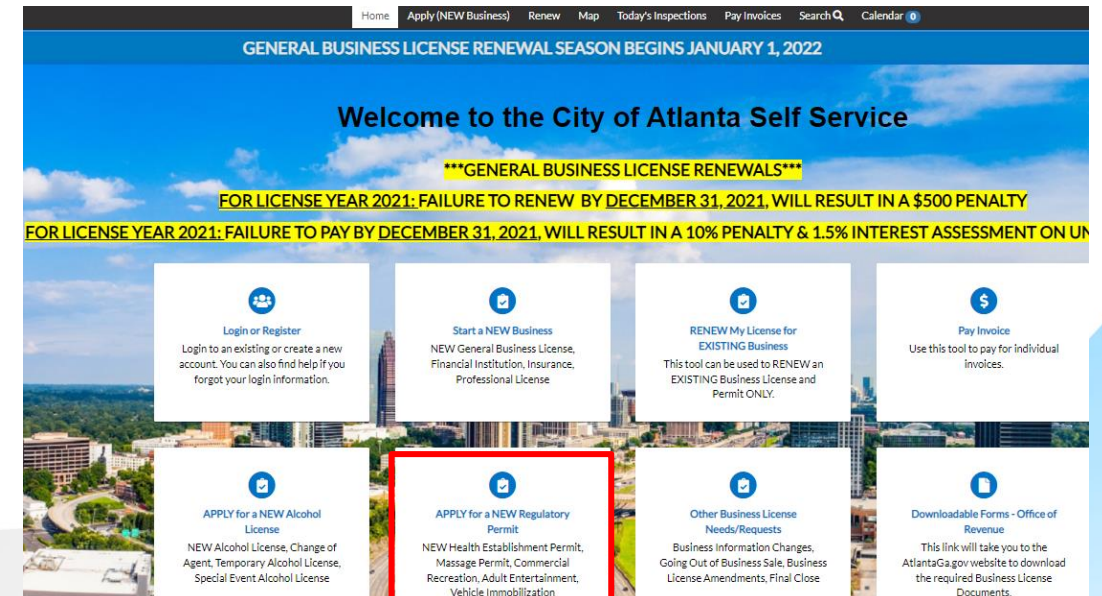 Home Apply (NEW Business) Renew Map Today's Inspections Pay Invoices Search Calendar 0
GENERAL BUSINESS LICENSE RENEWAL SEASON BEGINS JANUARY 1, 2022
Welcome to the City of Atlanta Self Service
***GENERAL BUSINESS LICENSE RENEWALS***
FOR LICENSE YEAR 2021: FAILURE TO RENEW BY DECEMBER 31, 2021, WILL RESULT IN A $500 PENALTY
FOR LICENSE YEAR 2021: FAILURE TO PAY BY DECEMBER 31, 2021, WILL RESULT IN A 10% PENALTY & 1.5% INTEREST ASSESSMENT ON
Login or Register
Login to an existing or create a new
account. You can also find help if you
forgot your login information.
Start a NEW Business
NEW General Business License,
Financial Institution, Insurance,
Professional License
RENEW My License for
EXISTING Business
This tool can be used to RENEW an
EXISTING Business License and
Permit ONLY.
$
Pay Invoice
Use this tool to pay for individual
invoices.
APPLY for a NEW Alcohol
License
NEW Alcohol License, Change of
Agent, Temporary Alcohol License,
Special Event Alcohol License
APPLY for a NEW Regulatory
Permit
NEW Health Establishment Permit,
Massage Permit, Commercial
Recreation, Adult Entertainment,
Vehicle Immobilization
Other Business License
Needs/Requests
Business Information Changes,
Going Out of Business Sale, Business
License Amendments, Final Close
Downloadable Forms - Office of
Revenue
This link will take you to the
AtlantaGa.gov website to download
the required Business License
Documents.